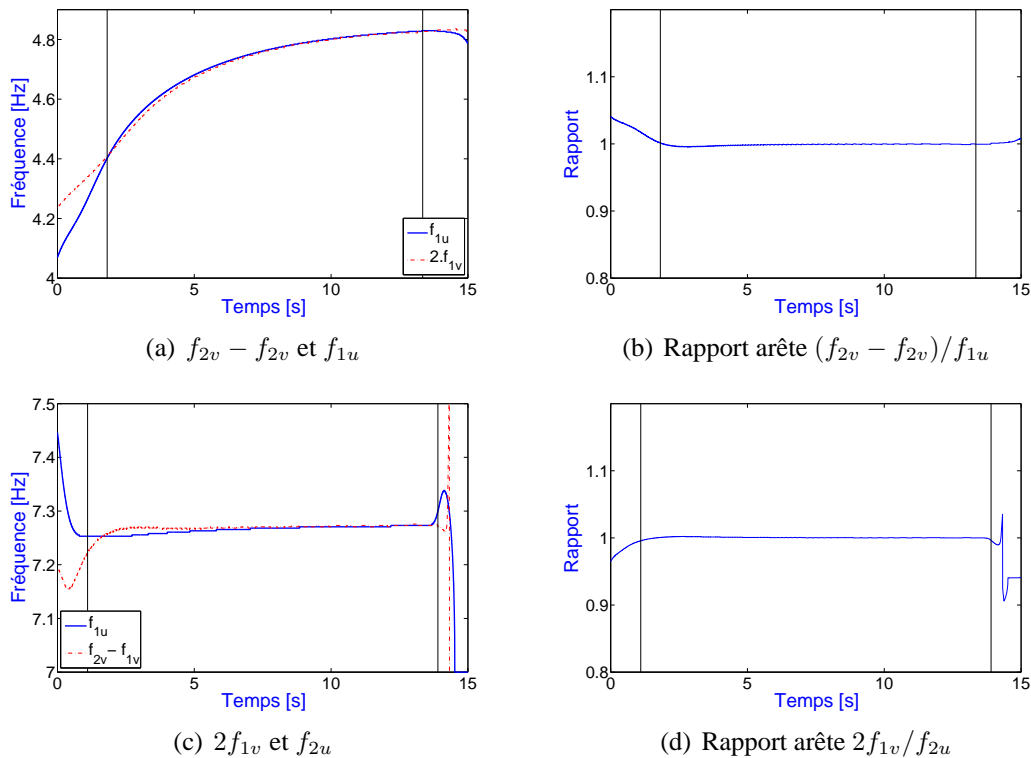 4.8
4.6
4.4
4.2
4
Fréquence [Hz]
0 5 10 15
Temps [s]
f1u
2.f1v
(a) f2v − f2v et f1u
1.1
1
0.9
0.8
Rapport
0 5 10 15
Temps [s]
(b) Rapport arête (f2v − f2v)/f1u
7.5
7.4
7.3
7.2
7.1
7
Fréquence [Hz]
0 5 10 15
Temps [s]
f1u
f2v − f1v
(c) 2f1v et f2u
1.1
1
0.9
0.8
Rapport
0 5 10 15
Temps [s]
(d) Rapport arête 2f1v/f2u